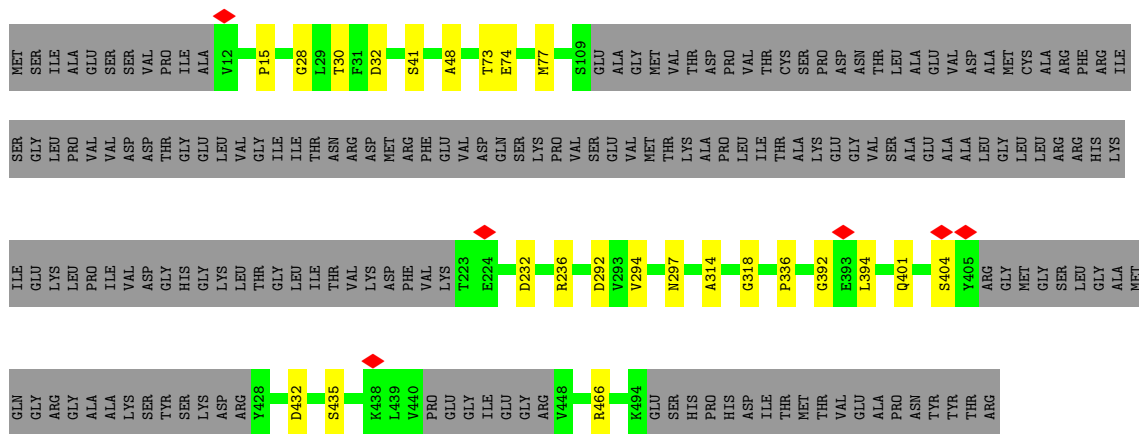 MET SER ILE ALA GLU SER SER VAL PRO ILE ALA V12 P15 G28 L29 T30 F31 D32 S41 A48 T73 E74 M77 S109 GLU ALA GLY MET VAL THR ASP PRO VAL THR CYS SER PRO ASP ASN THR LEU ALA GLU VAL ASP ALA MET CYS ALA ARG PHE ARG ILE
SER GLY LEU PRO VAL VAL ASP ASP THR GLY GLU LEU VAL GLY ILE ILE THR ASN ARG ASP MET ARG PHE GLU VAL ASP GLN SER LYS PRO VAL SER GLU VAL MET THR LYS ALA PRO LEU ILE THR ALA LYS GLU GLY VAL SER ALA GLU ALA ALA LEU GLY LEU LEU ARG ARG HIS LYS
ILE GLU LYS LEU PRO ILE VAL ASP GLY HIS GLY LYS LEU THR GLY LEU ILE THR VAL LYS ASP PHE VAL LYS T223 E224 D232 R236 D292 V293 V294 N297 A314 G318 P336 G392 E393 L394 Q401 S404 Y405 ARG GLY MET GLY SER LEU GLY ALA MET
GLN GLY ARG GLY ALA ALA LYS SER TYR SER LYS ASP ARG Y428 D432 S435 K438 L439 V440 PRO GLU GLY ILE GLU GLY ARG V448 R466 K494 GLU SER HIS PRO HIS ASP ILE THR MET THR VAL GLU ALA PRO ASN TYR TYR THR ARG